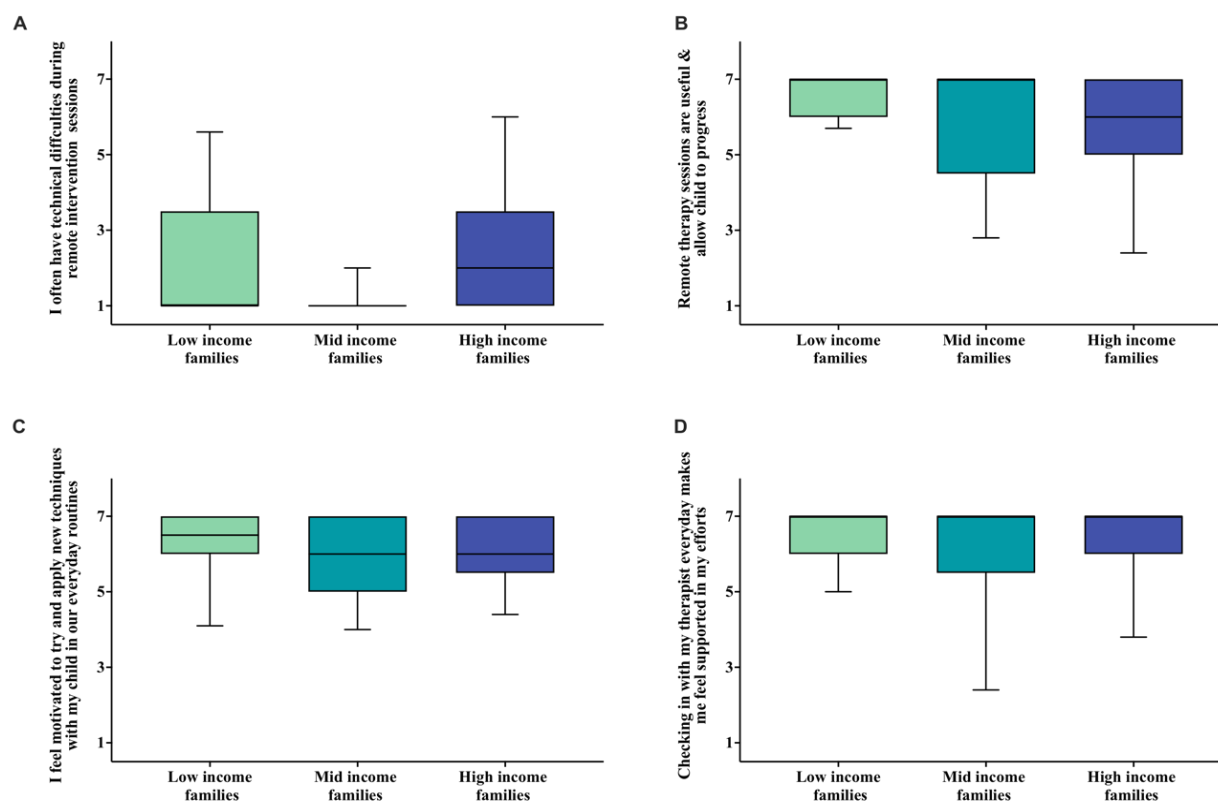 A
I often have technical diffculties during
remote intervention sessions
7
5
3
1
Low income
families
Mid income
families
High income
families
B
Remote therapy sessions are useful &
allow child to progress
7
5
3
1
Low income
families
Mid income
families
High income
families
C
I feel motivated to try and apply new techniques
with my child in our everyday routines
7
5
3
1
Low income
families
Mid income
families
High income
families
D
Checking in with my therapist everyday makes
me feel supported in my efforts
7
5
3
1
Low income
families
Mid income
families
High income
families